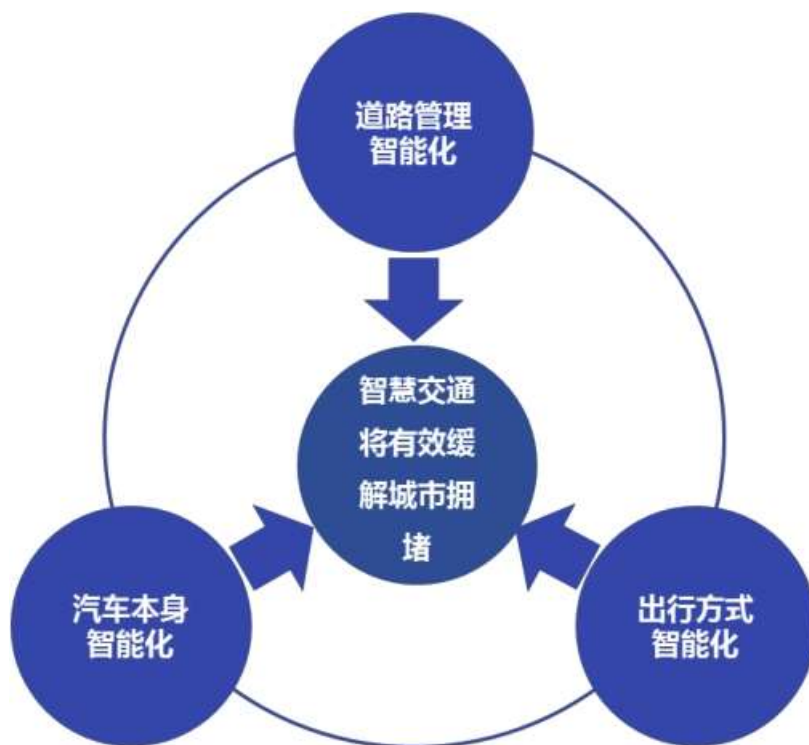 道路管理
智能化
智慧交通
将有效缓
解城市拥
堵
汽车本身
智能化
出行方式
智能化